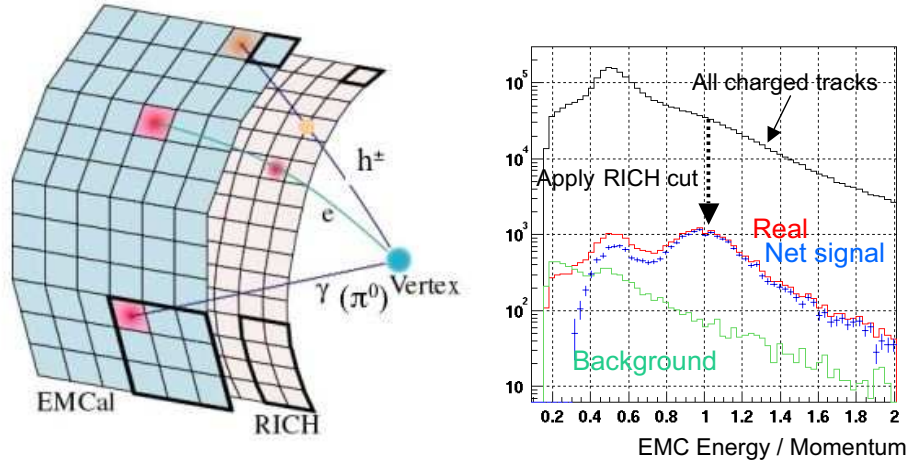 h±
e
γ (π⁰) Vertex
EMCal
RICH
10⁵
All charged tracks
10⁴
Apply RICH cut
Real
10³
Net signal
10²
Background
10
0.2 0.4 0.6 0.8 1 1.2 1.4 1.6 1.8 2
EMC Energy / Momentum